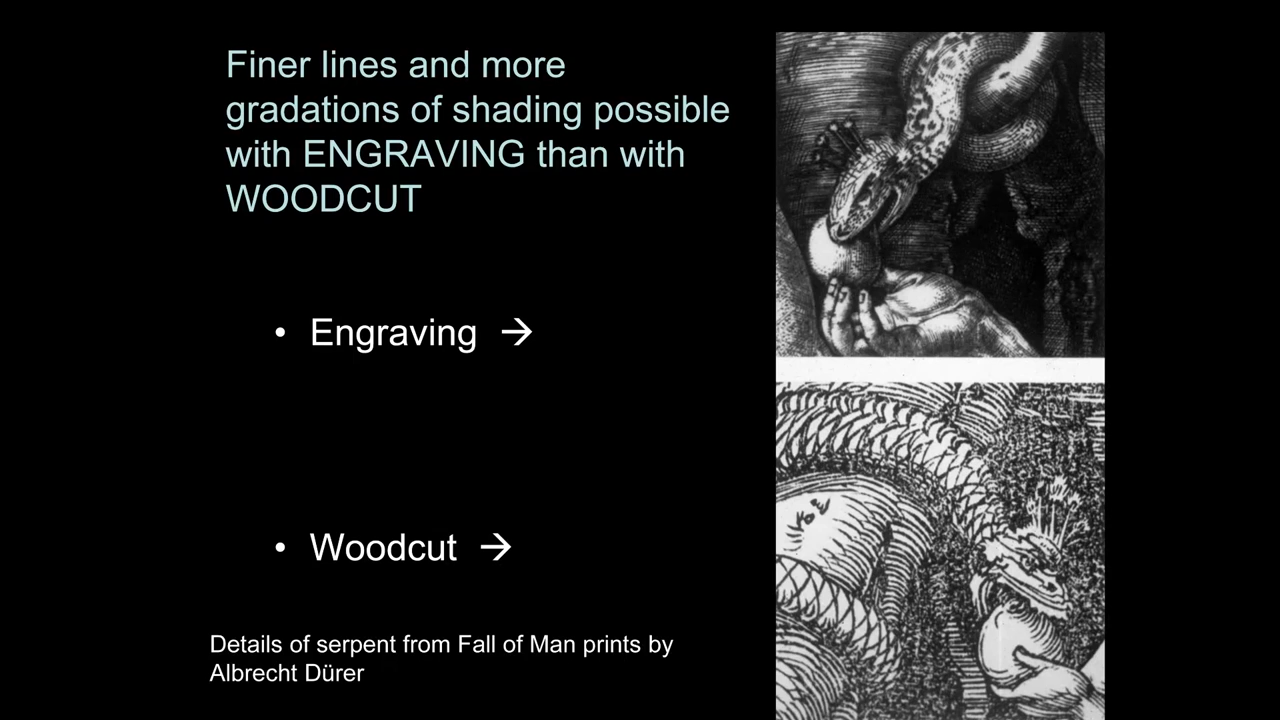 Finer lines and more
gradations of shading possible
with ENGRAVING than with
WOODCUT
• Engraving →
• Woodcut →
Details of serpent from Fall of Man prints by
Albrecht Dürer